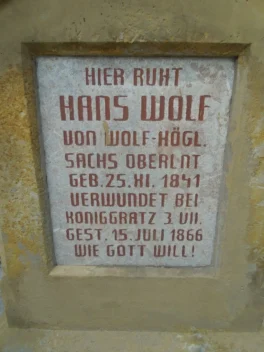 HIER RUHT
HANS WOLF
VON WOLF-HÖGL.
SÄCHS OBERLNT
GEB. 25. XI. 1841
VERWUNDET BEI
KÖNIGGRÄTZ 3. VII.
GEST. 15. JULI 1866
WIE GOTT WILL!